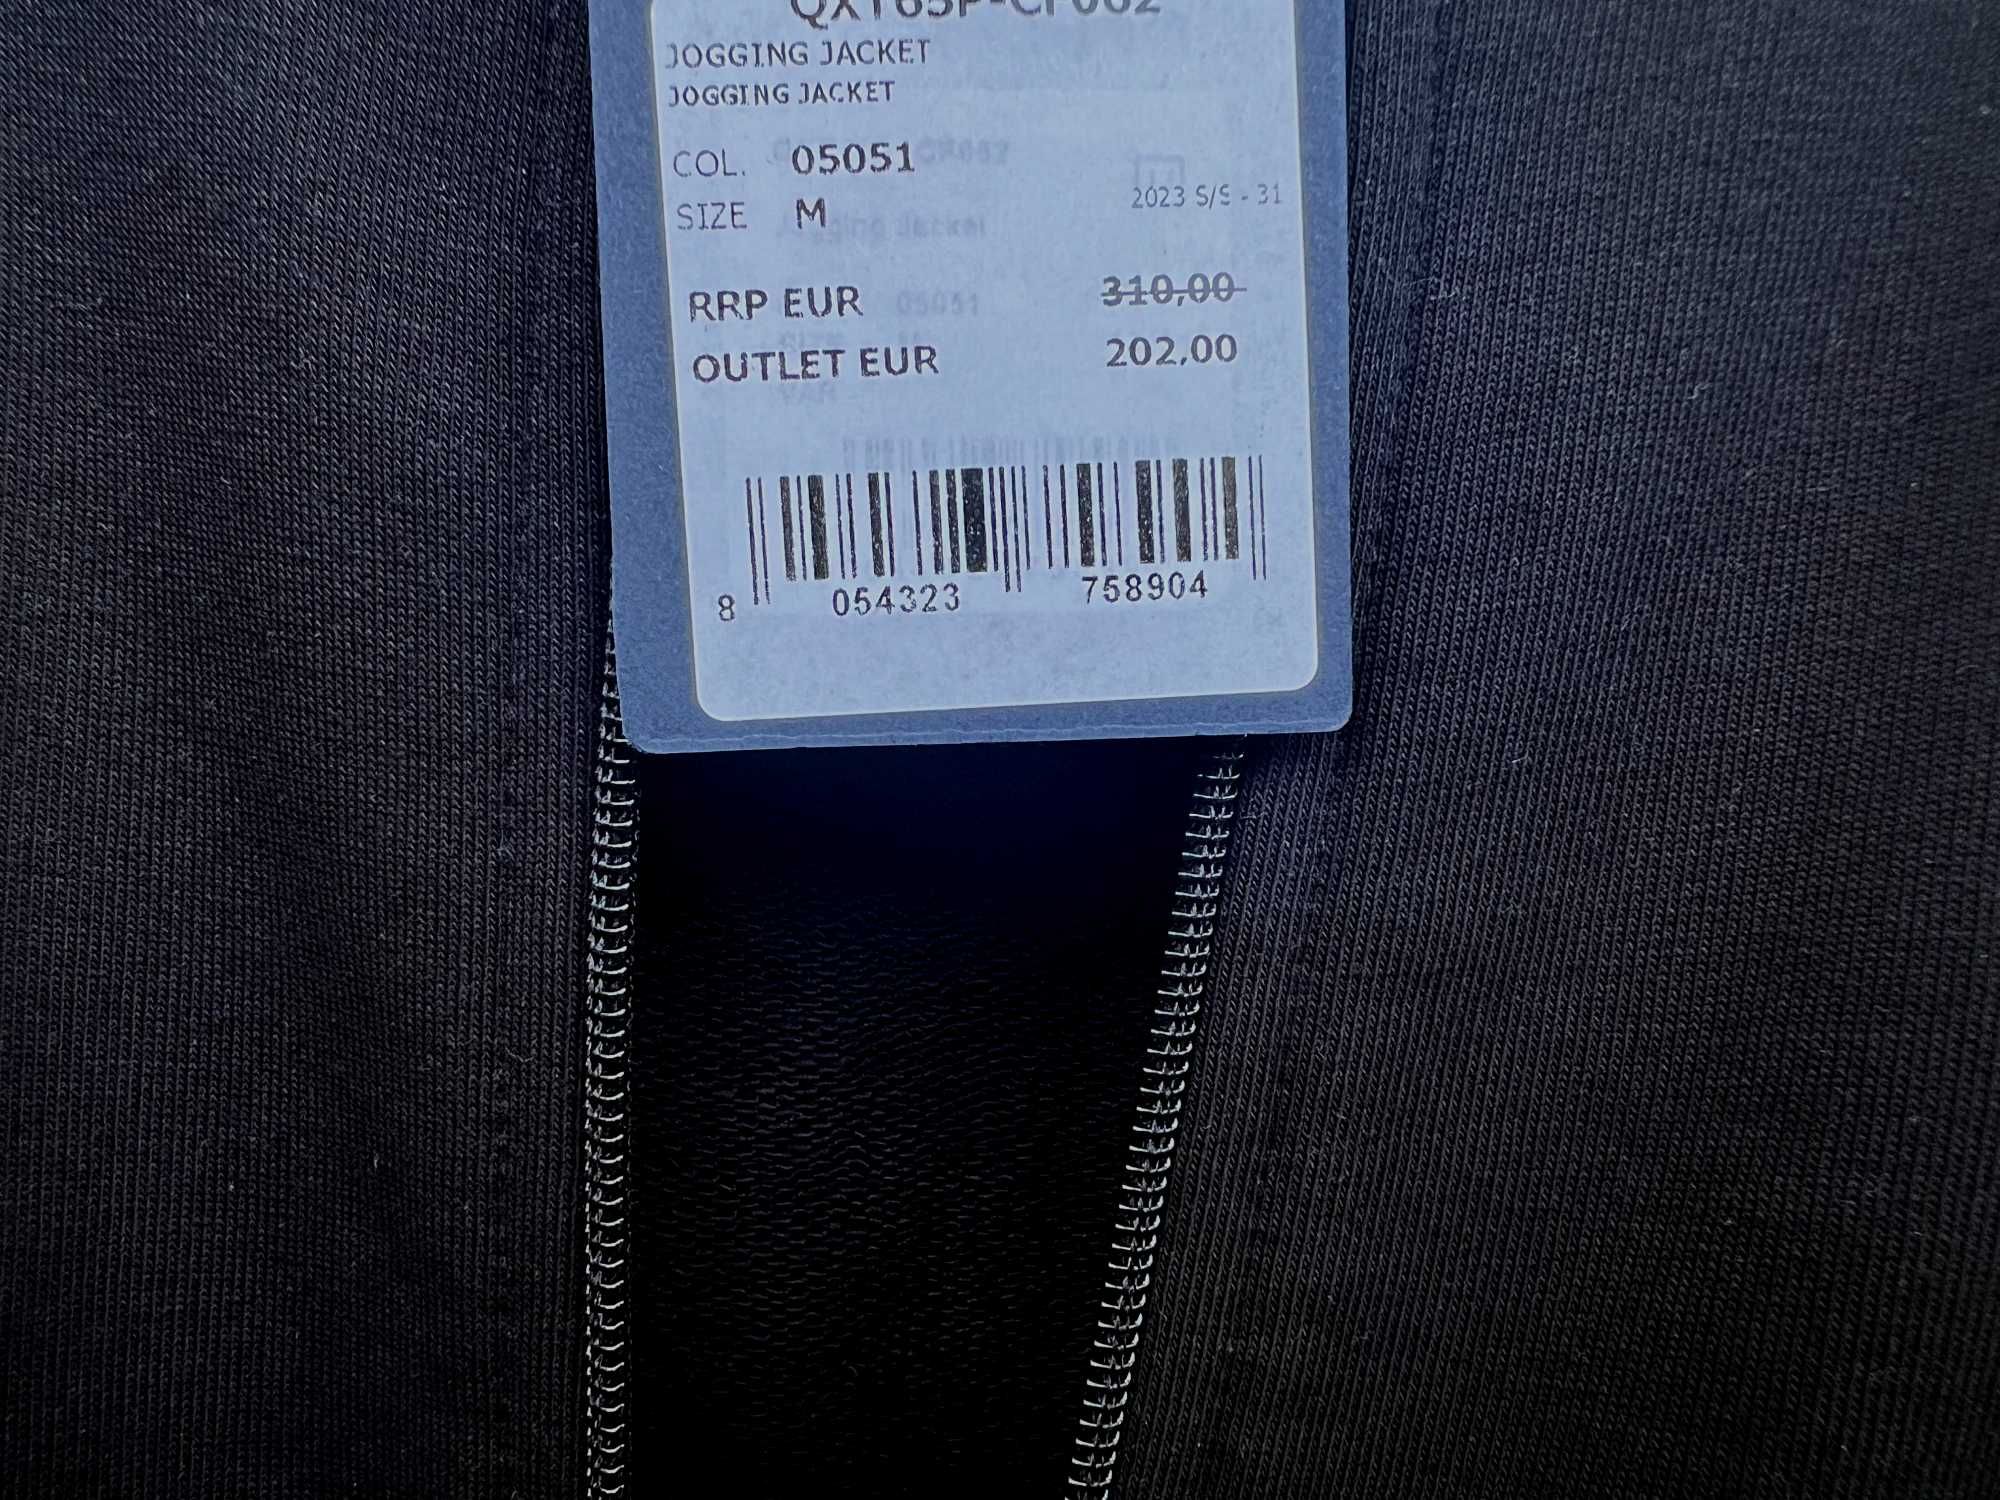 JOGGING JACKET
JOGGING JACKET
COL. 05051
SIZE M
2023 S/S - 31
RRP EUR 310,00
OUTLET EUR 202,00
8 054323 758904